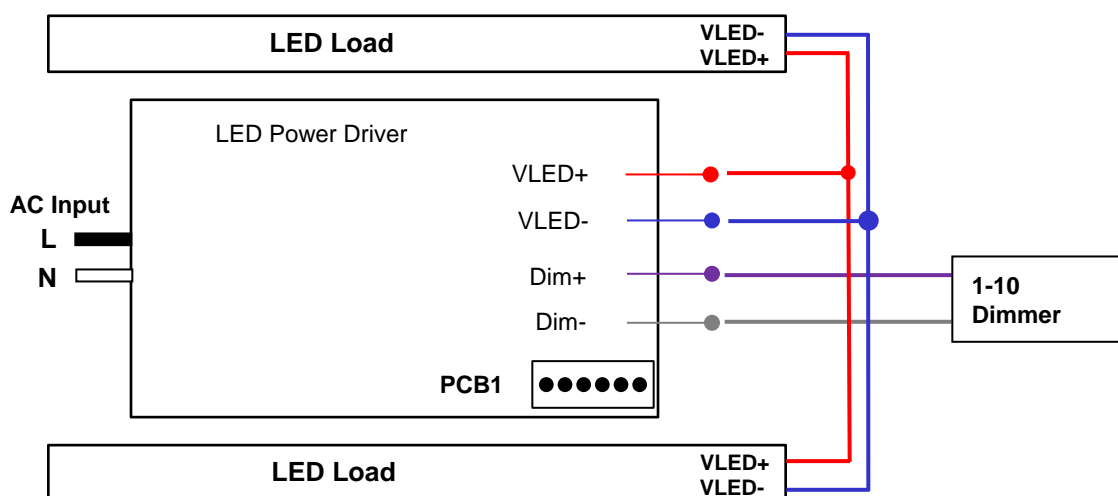 LED Load
VLED-
VLED+
LED Power Driver
VLED+
VLED-
Dim+
Dim-
AC Input
L
N
PCB1
1-10
Dimmer
LED Load
VLED+
VLED-